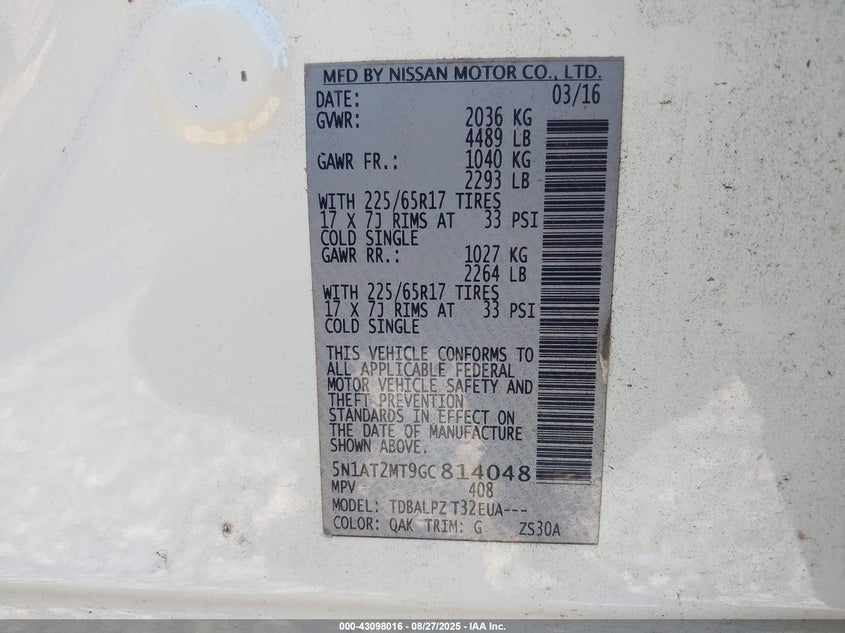 MFD BY NISSAN MOTOR CO., LTD.
DATE: 03/16
GVWR: 2036 KG
4489 LB
GAWR FR.: 1040 KG
2293 LB
WITH 225/65R17 TIRES
17 X 7J RIMS AT 33 PSI
COLD SINGLE
GAWR RR.: 1027 KG
2264 LB
WITH 225/65R17 TIRES
17 X 7J RIMS AT 33 PSI
COLD SINGLE
THIS VEHICLE CONFORMS TO
ALL APPLICABLE FEDERAL
MOTOR VEHICLE SAFETY AND
THEFT PREVENTION
STANDARDS IN EFFECT ON
THE DATE OF MANUFACTURE
SHOWN ABOVE.
5N1AT2MT9GC814048
MPV 408
MODEL: TDBALPZ T32EUA---
COLOR: QAK TRIM: G ZS30A
000-43098016 • 08/27/2025 • IAA Inc.